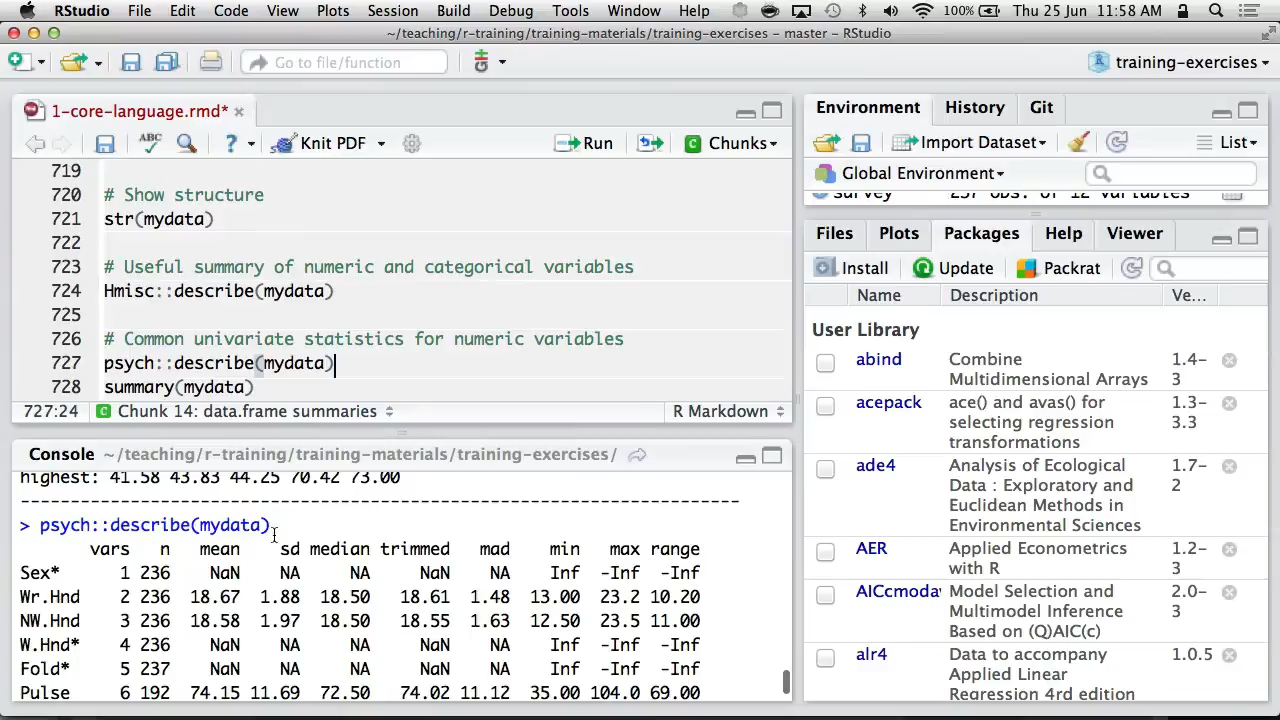 RStudio File Edit Code View Plots Session Build Debug Tools Window Help 100% Thu 25 Jun 11:58 AM
~/teaching/r-training/training-materials/training-exercises - master - RStudio
Go to file/function training-exercises
1-core-language.rmd*
ABC ? Knit PDF Run Chunks
719
720 # Show structure
721 str(mydata)
722
723 # Useful summary of numeric and categorical variables
724 Hmisc::describe(mydata)
725
726 # Common univariate statistics for numeric variables
727 psych::describe(mydata)
728 summary(mydata)
727:24 C Chunk 14: data.frame summaries R Markdown
Console ~/teaching/r-training/training-materials/training-exercises/
highest: 41.58 43.83 44.25 70.42 73.00
--------------------------------------------------------------------------------
> psych::describe(mydata)
vars n mean sd median trimmed mad min max range
Sex* 1 236 NaN NA NA NaN NA Inf -Inf -Inf
Wr.Hnd 2 236 18.67 1.88 18.50 18.61 1.48 13.00 23.2 10.20
NW.Hnd 3 236 18.58 1.97 18.50 18.55 1.63 12.50 23.5 11.00
W.Hnd* 4 236 NaN NA NA NaN NA Inf -Inf -Inf
Fold* 5 237 NaN NA NA NaN NA Inf -Inf -Inf
Pulse 6 192 74.15 11.69 72.50 74.02 11.12 35.00 104.0 69.00
Environment History Git
Import Dataset List
Global Environment
survey 237 obs. of 12 variables
Files Plots Packages Help Viewer
Install Update Packrat
Name Description Ve...
User Library
abind Combine Multidimensional Arrays 1.4-3
acepack ace() and avas() for selecting regression transformations 1.3-3.3
ade4 Analysis of Ecological Data : Exploratory and Euclidean Methods in Environmental Sciences 1.7-2
AER Applied Econometrics with R 1.2-3
AICcmodav Model Selection and Multimodel Inference Based on (Q)AIC(c) 2.0-3
alr4 Data to accompany Applied Linear Regression 4rd edition 1.0.5